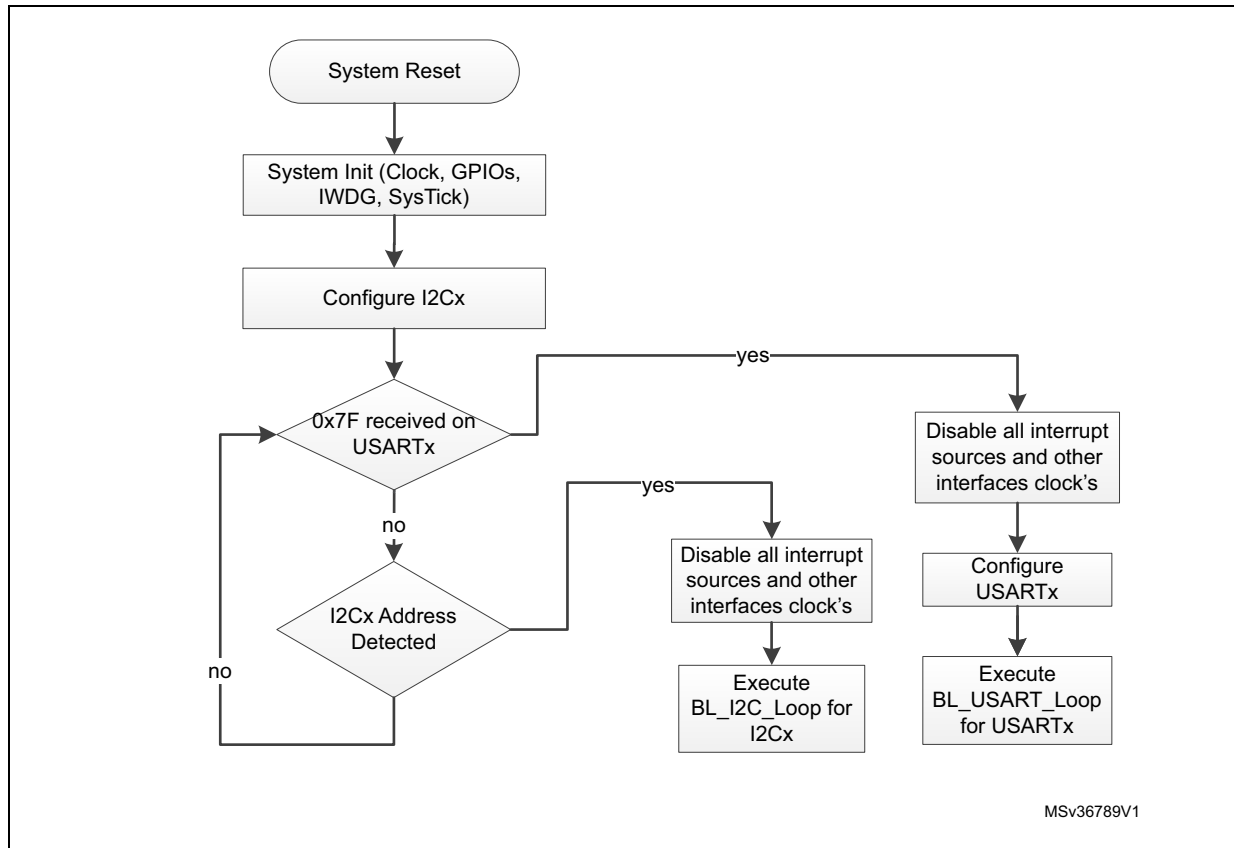 System Reset
System Init (Clock, GPIOs,
IWDG, SysTick)
Configure I2Cx
yes
0x7F received on
USARTx
Disable all interrupt
sources and other
interfaces clock's
yes
no
Disable all interrupt
sources and other
interfaces clock's
Configure
USARTx
I2Cx Address
Detected
no
Execute
BL_I2C_Loop for
I2Cx
Execute
BL_USART_Loop
for USARTx
MSv36789V1